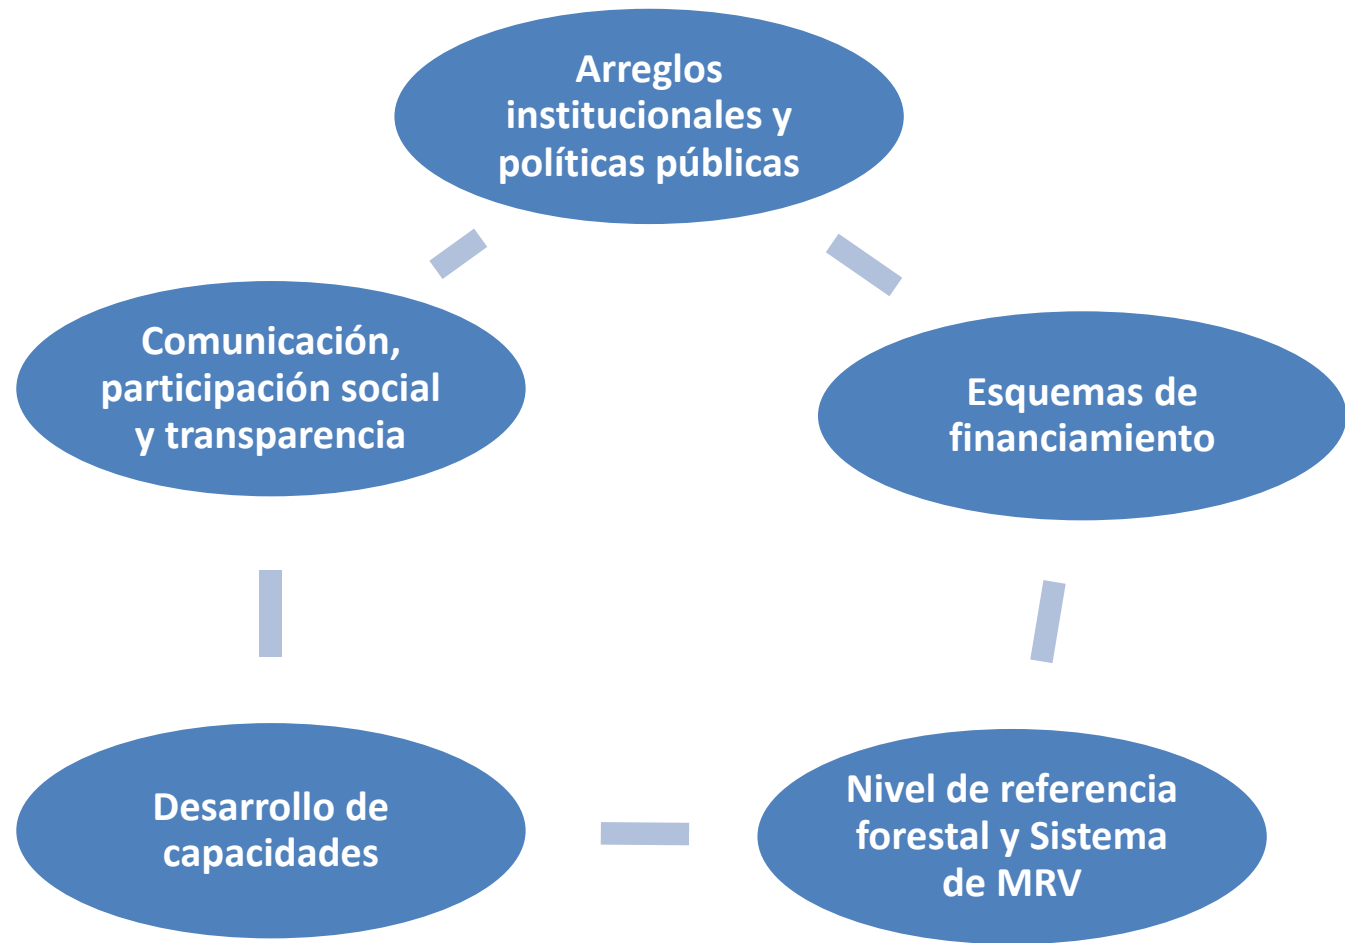 Arreglos
institucionales y
políticas públicas
Comunicación,
participación social
y transparencia
Esquemas de
financiamiento
Desarrollo de
capacidades
Nivel de referencia
forestal y Sistema
de MRV